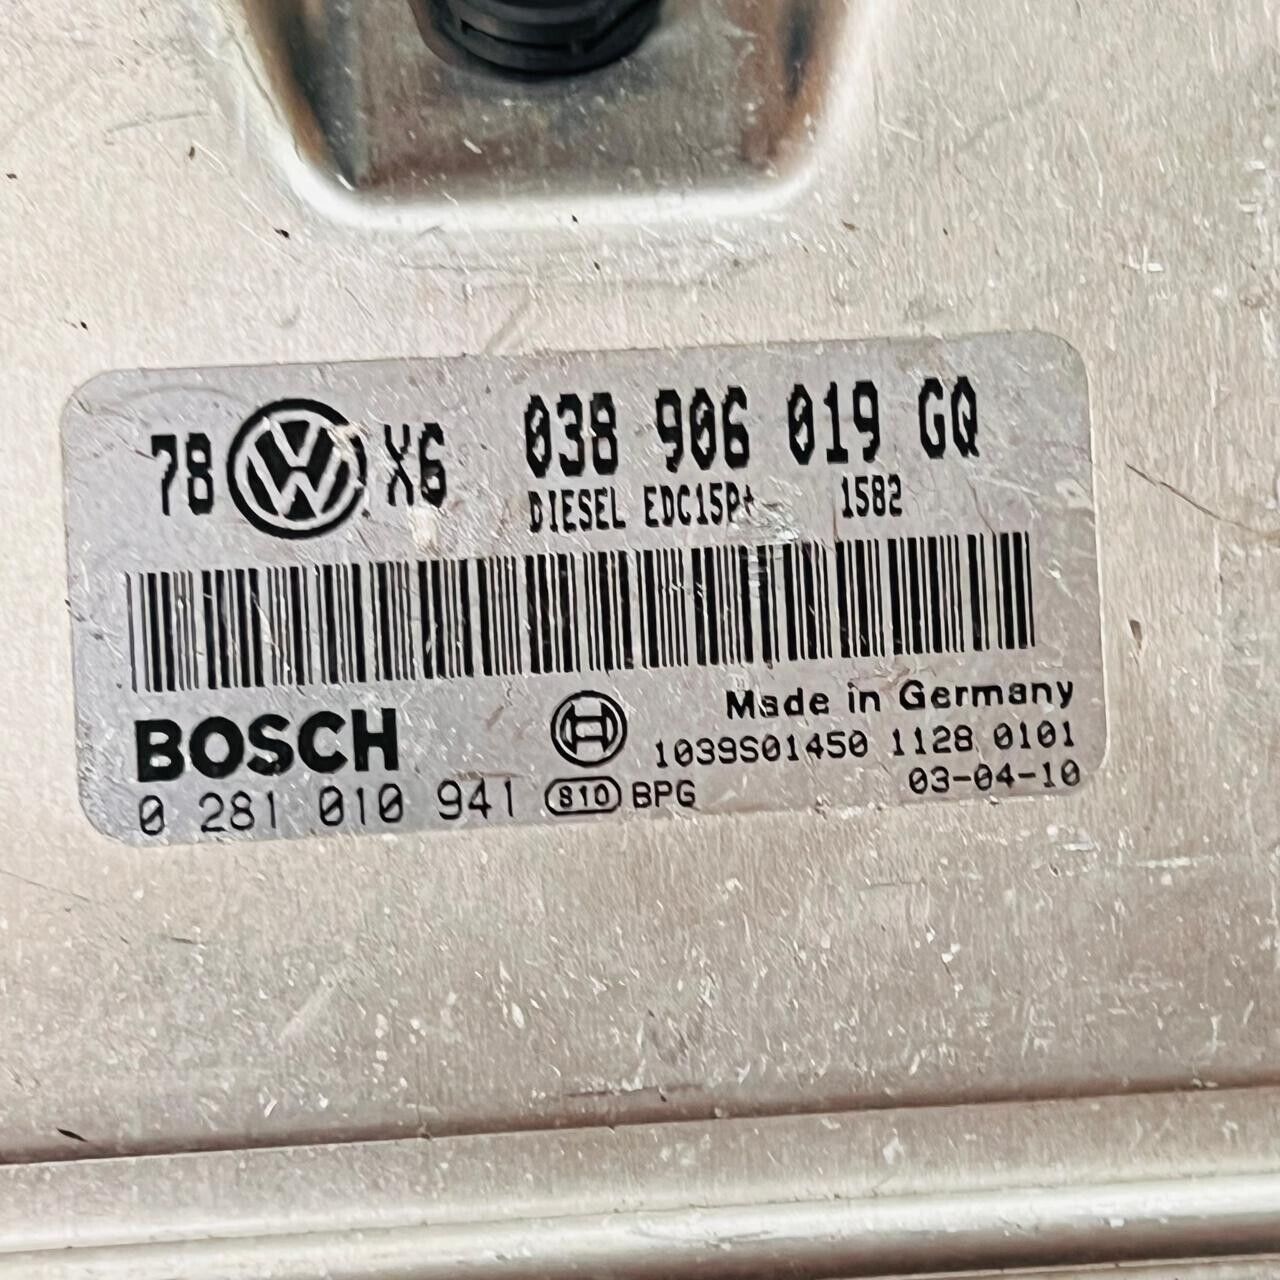 78 VW X6 038 906 019 GQ
DIESEL EDC15P+ 1582
BOSCH Made in Germany
1039S01450 1128 0101
0 281 010 941 810 BPG 03-04-10